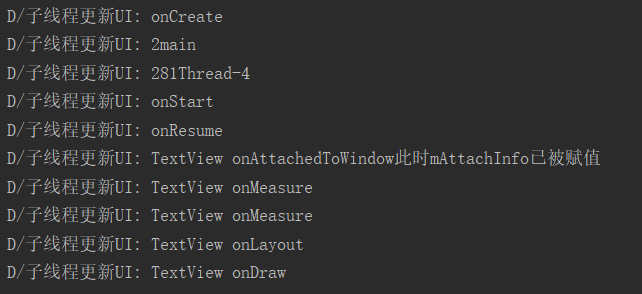 D/子线程更新UI: onCreate
D/子线程更新UI: 2main
D/子线程更新UI: 281Thread-4
D/子线程更新UI: onStart
D/子线程更新UI: onResume
D/子线程更新UI: TextView onAttachedToWindow此时mAttachInfo已被赋值
D/子线程更新UI: TextView onMeasure
D/子线程更新UI: TextView onMeasure
D/子线程更新UI: TextView onLayout
D/子线程更新UI: TextView onDraw